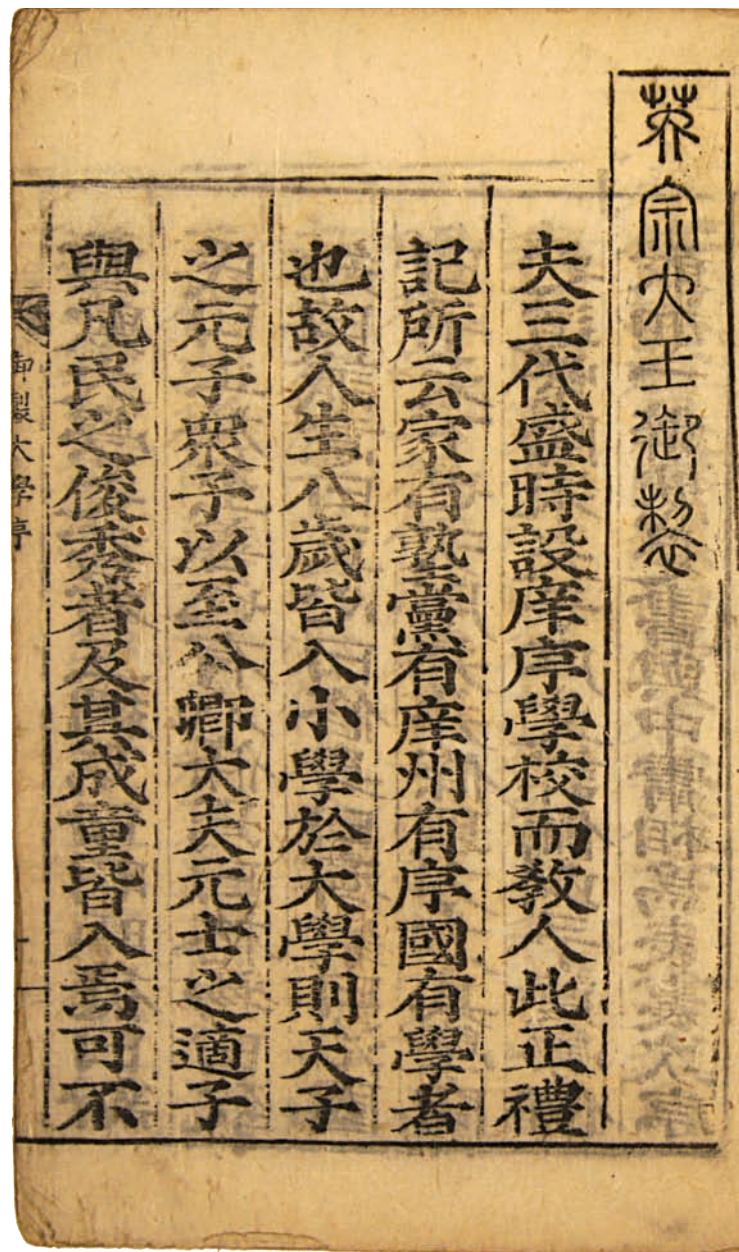 英宗大王御製
夫三代盛時設庠序學校而敎人此正禮
記所云家有塾黨有庠州有序國有學者
也故人生八歲皆入小學於大學則天子
之元子衆子以至公卿大夫元士之適子
與凡民之俊秀者及其成童皆入焉可不
御製大學序